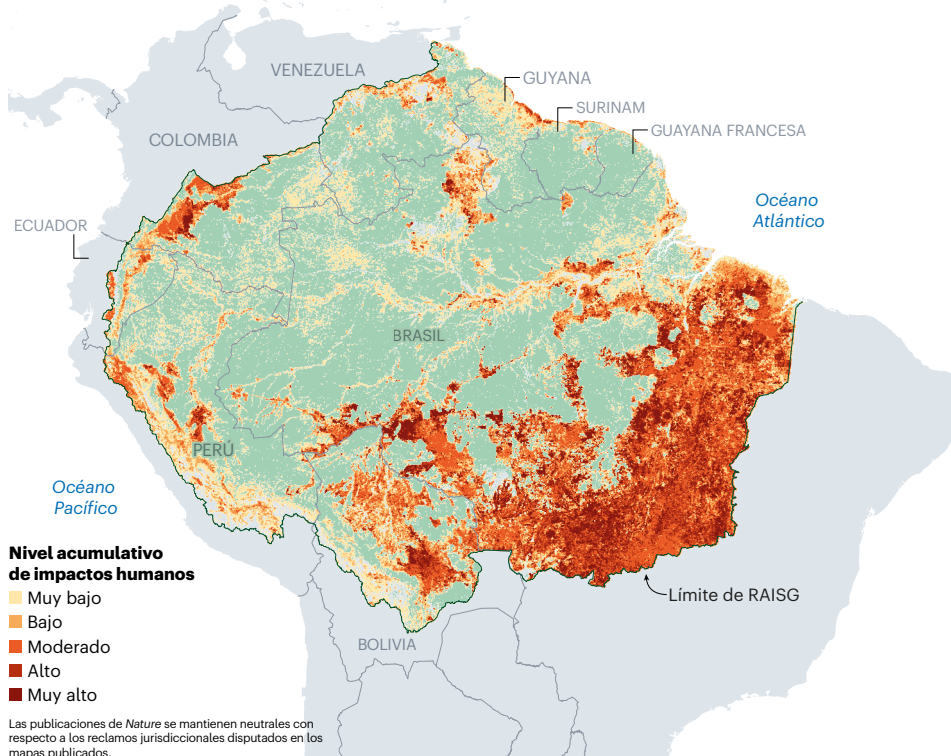 VENEZUELA
GUYANA
SURINAM
COLOMBIA
GUAYANA FRANCESA
Océano
Atlántico
ECUADOR
BRASIL
PERÚ
Océano
Pacífico
Nivel acumulativo
de impactos humanos
Muy bajo
Bajo
Moderado
Alto
Muy alto
Límite de RAISG
BOLIVIA
Las publicaciones de Nature se mantienen neutrales con
respecto a los reclamos jurisdiccionales disputados en los
mapas publicados.